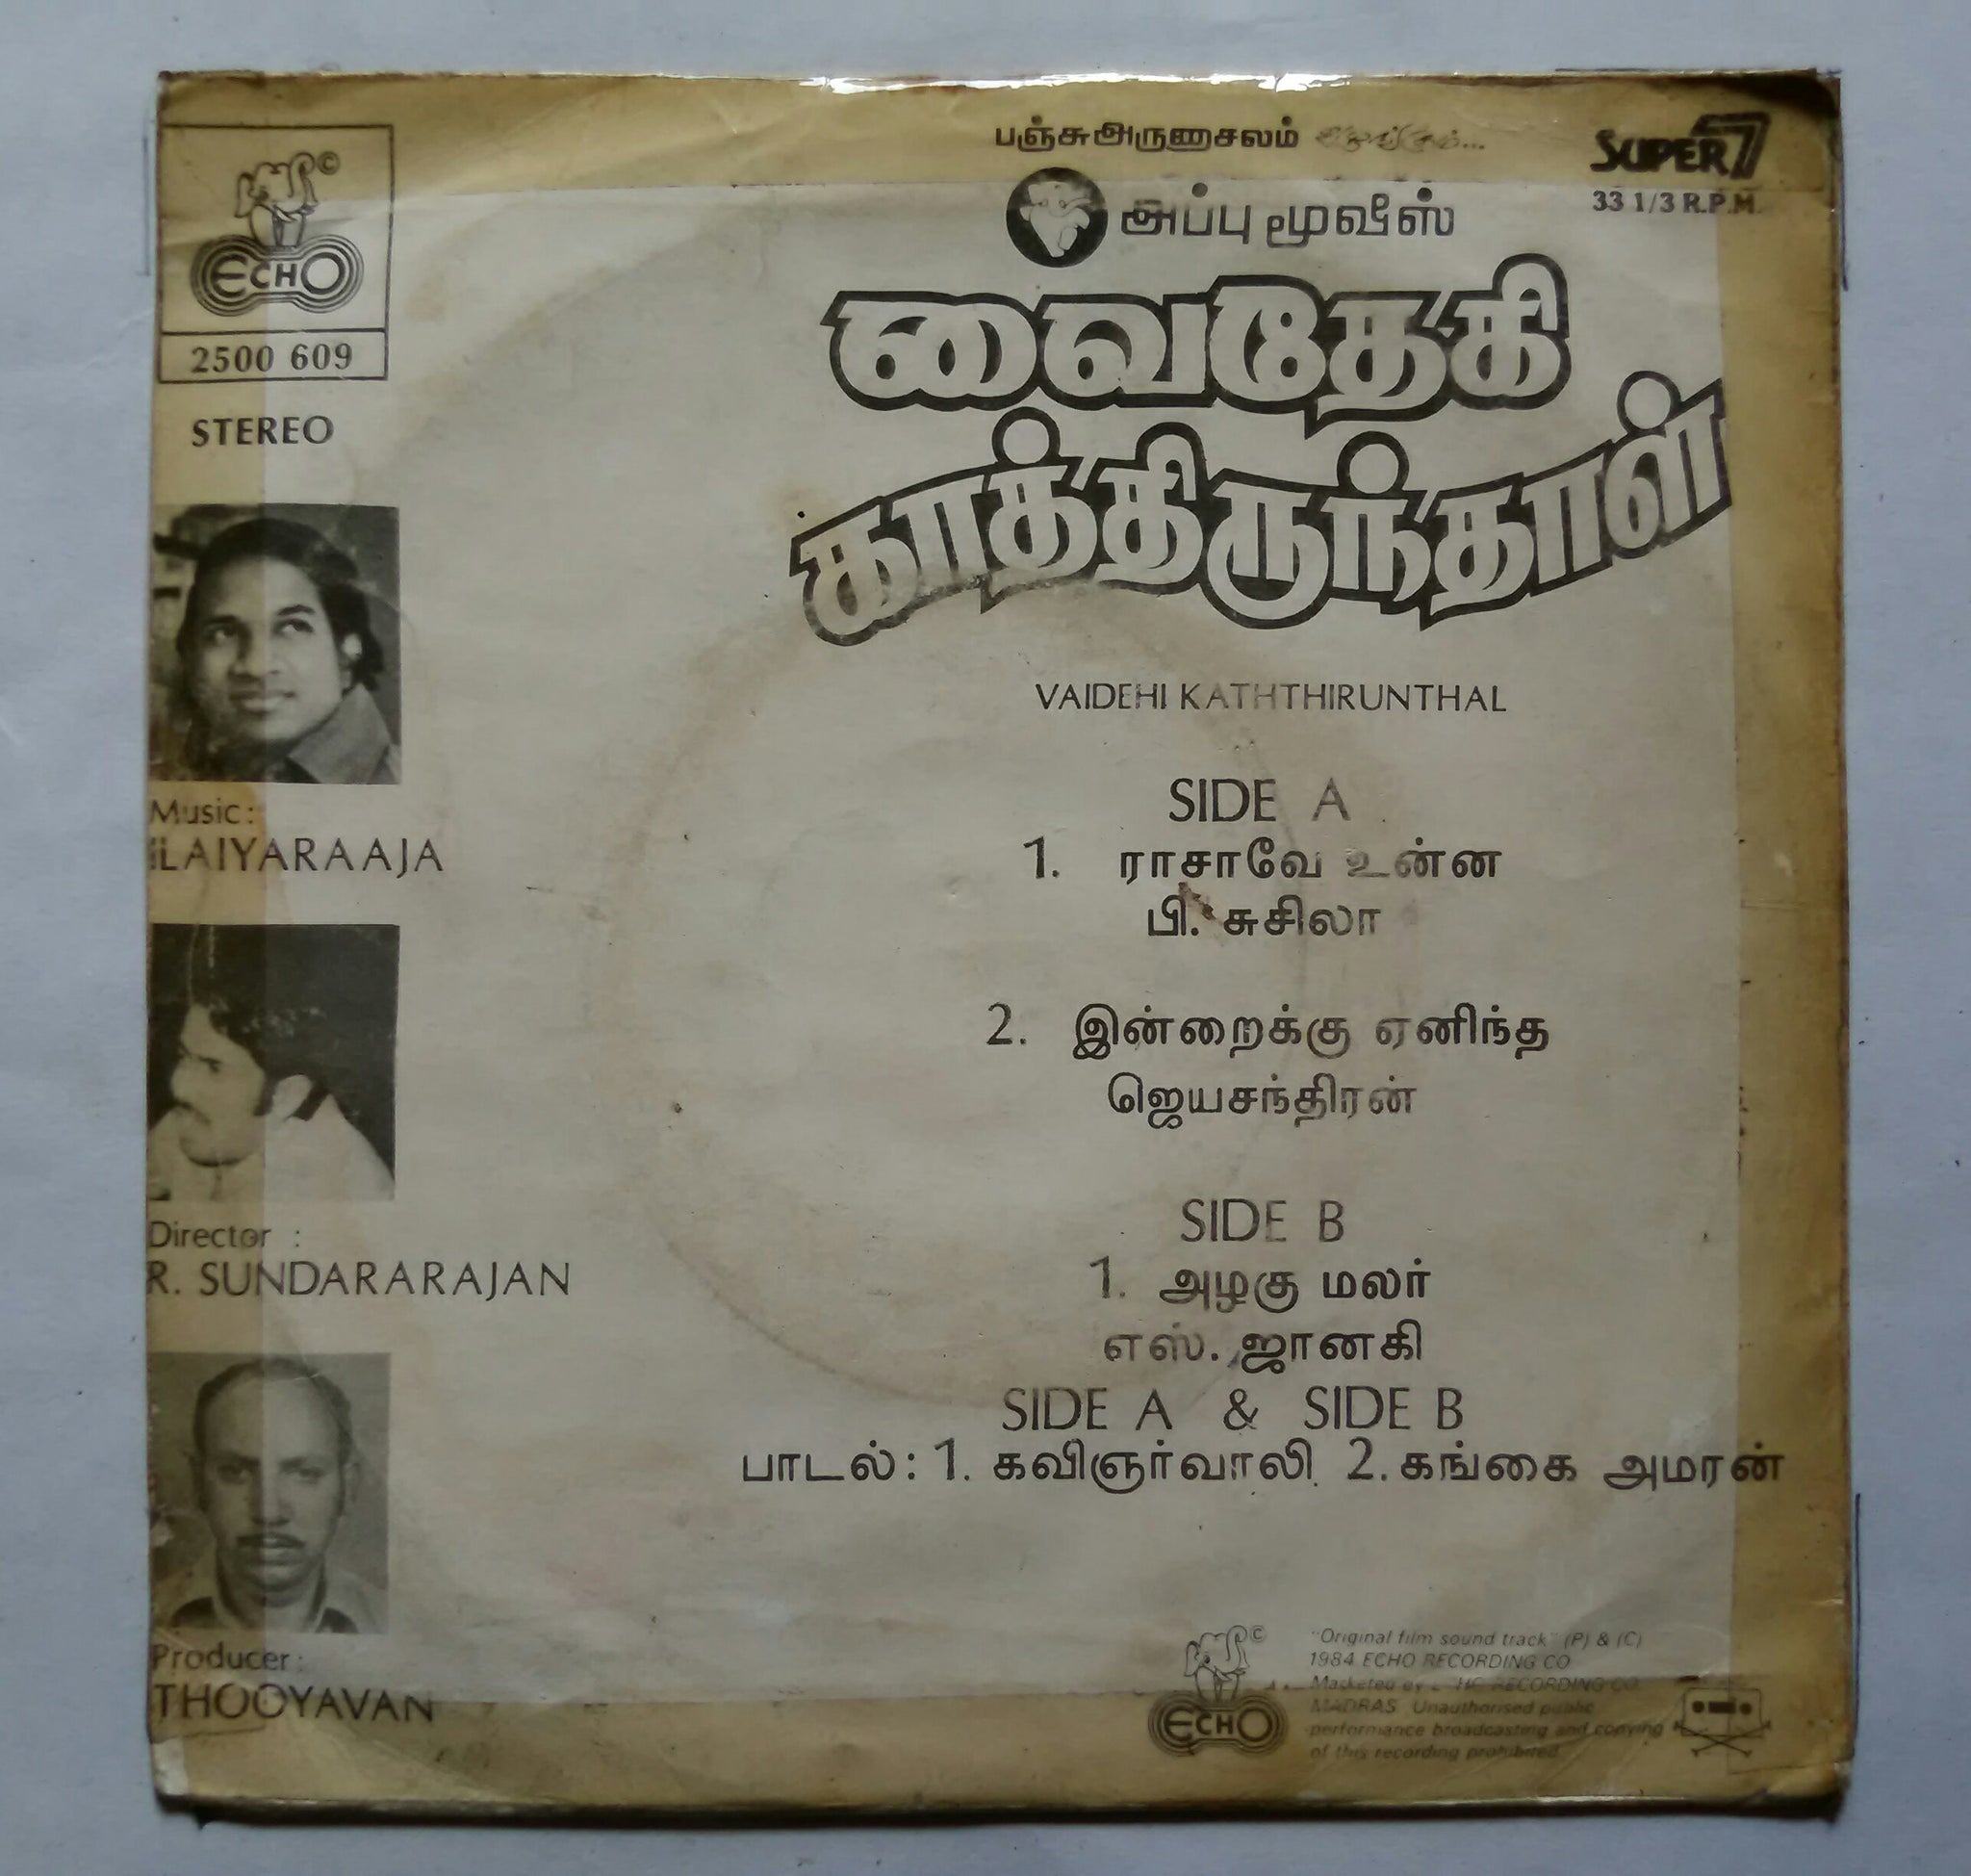 பஞ்சுஅருணாசலம்
SUPER 7
33 1/3 R.P.M.
அப்பு மூவீஸ்
வைதேகி
காத்திருந்தாள்
VAIDEHI KATHTHIRUNTHAL
ECHO
2500 609
STEREO
Music:
ILAIYARAAJA
Director :
R. SUNDARARAJAN
Producer:
THOOYAVAN
SIDE A
1. ராசாவே உன்ன
பி. சுசிலா
2. இன்றைக்கு ஏனிந்த
ஜெயசந்திரன்
SIDE B
1. அழகு மலர்
எஸ். ஜானகி
SIDE A & SIDE B
பாடல்: 1. கவிஞர்வாலி 2. கங்கை அமரன்
ECHO
"Original film sound track" (P) & (C)
1984 ECHO RECORDING CO
RECORDING CO.
MADRAS Unauthorised public
performance broadcasting and copying
of this recording prohibited